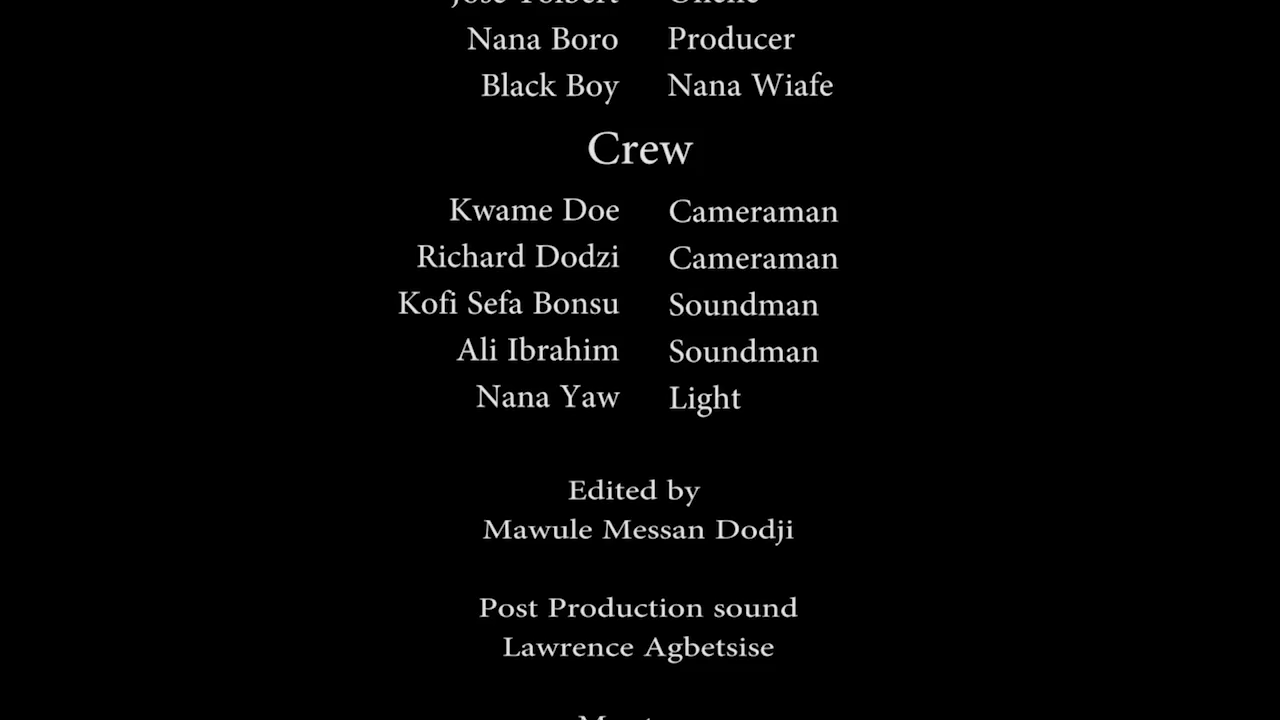 Nana Boro Producer
Black Boy Nana Wiafe
Crew
Kwame Doe Cameraman
Richard Dodzi Cameraman
Kofi Sefa Bonsu Soundman
Ali Ibrahim Soundman
Nana Yaw Light
Edited by
Mawule Messan Dodji
Post Production sound
Lawrence Agbetsise